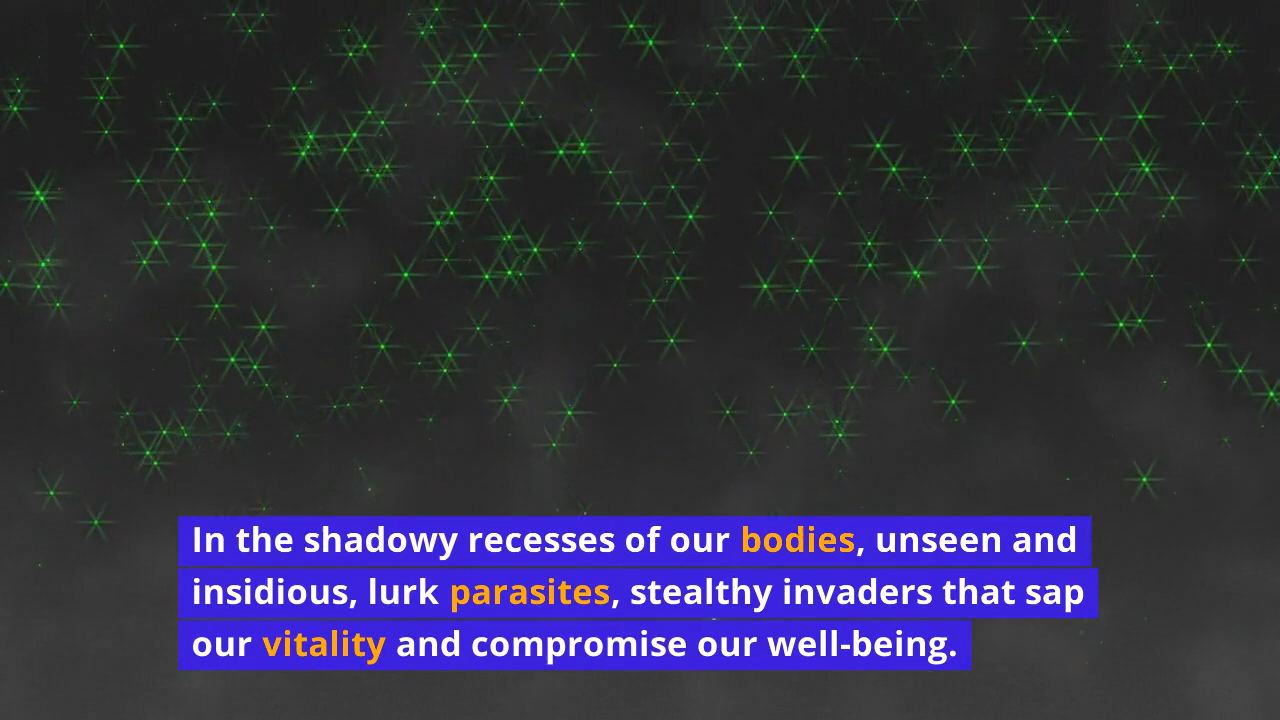 In the shadowy recesses of our bodies, unseen and
insidious, lurk parasites, stealthy invaders that sap
our vitality and compromise our well-being.